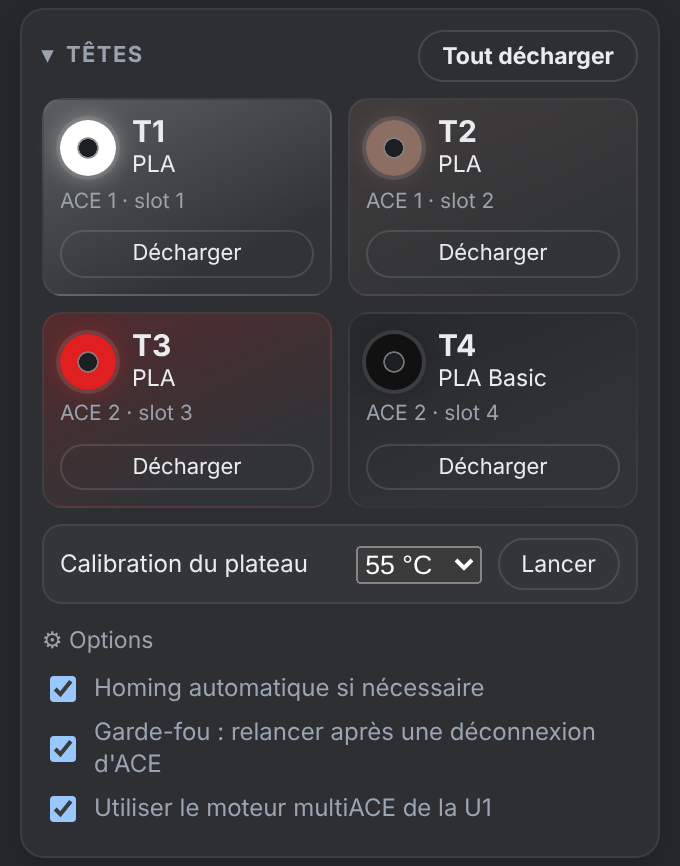 ▼ TÊTES
Tout décharger
T1
PLA
ACE 1 · slot 1
Décharger
T2
PLA
ACE 1 · slot 2
Décharger
T3
PLA
ACE 2 · slot 3
Décharger
T4
PLA Basic
ACE 2 · slot 4
Décharger
Calibration du plateau
55 °C
Lancer
⚙ Options
Homing automatique si nécessaire
Garde-fou : relancer après une déconnexion
d'ACE
Utiliser le moteur multiACE de la U1